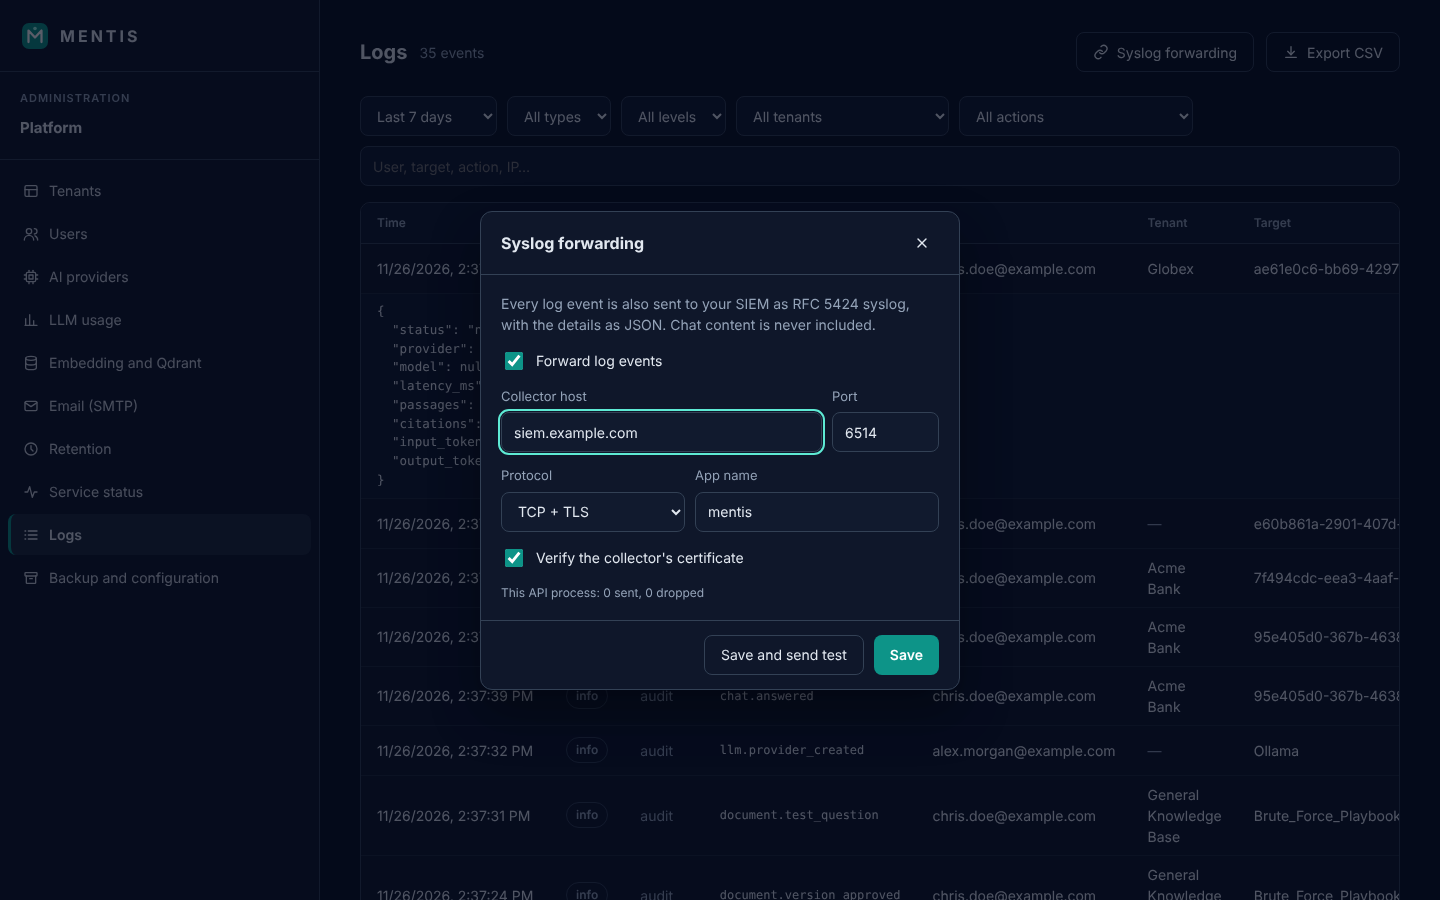 MENTIS
ADMINISTRATION
Platform
Tenants
Users
AI providers
LLM usage
Embedding and Qdrant
Email (SMTP)
Retention
Service status
Logs
Backup and configuration
Logs 35 events
Syslog forwarding
Export CSV
Last 7 days
All types
All levels
All tenants
All actions
User, target, action, IP...
Time Tenant Target
11/26/2026, 2:3 s.doe@example.com Globex ae61e0c6-bb69-4297
{
"status": "n
"provider":
"model": nul
"latency_ms"
"passages":
"citations":
"input_token
"output_toke
}
11/26/2026, 2:3 s.doe@example.com — e60b861a-2901-407d-
11/26/2026, 2:3 s.doe@example.com Acme Bank 7f494cdc-eea3-4aaf-
11/26/2026, 2:3 s.doe@example.com Acme Bank 95e405d0-367b-4638
11/26/2026, 2:37:39 PM info audit chat.answered chris.doe@example.com Acme Bank 95e405d0-367b-4638
11/26/2026, 2:37:32 PM info audit llm.provider_created alex.morgan@example.com — Ollama
11/26/2026, 2:37:31 PM info audit document.test_question chris.doe@example.com General Knowledge Base Brute_Force_Playbook
11/26/2026, 2:37:24 PM info audit document.version_approved chris.doe@example.com General Knowledge Brute_Force_Playbook
Syslog forwarding
Every log event is also sent to your SIEM as RFC 5424 syslog,
with the details as JSON. Chat content is never included.
Forward log events
Collector host Port
siem.example.com 6514
Protocol App name
TCP + TLS mentis
Verify the collector's certificate
This API process: 0 sent, 0 dropped
Save and send test
Save